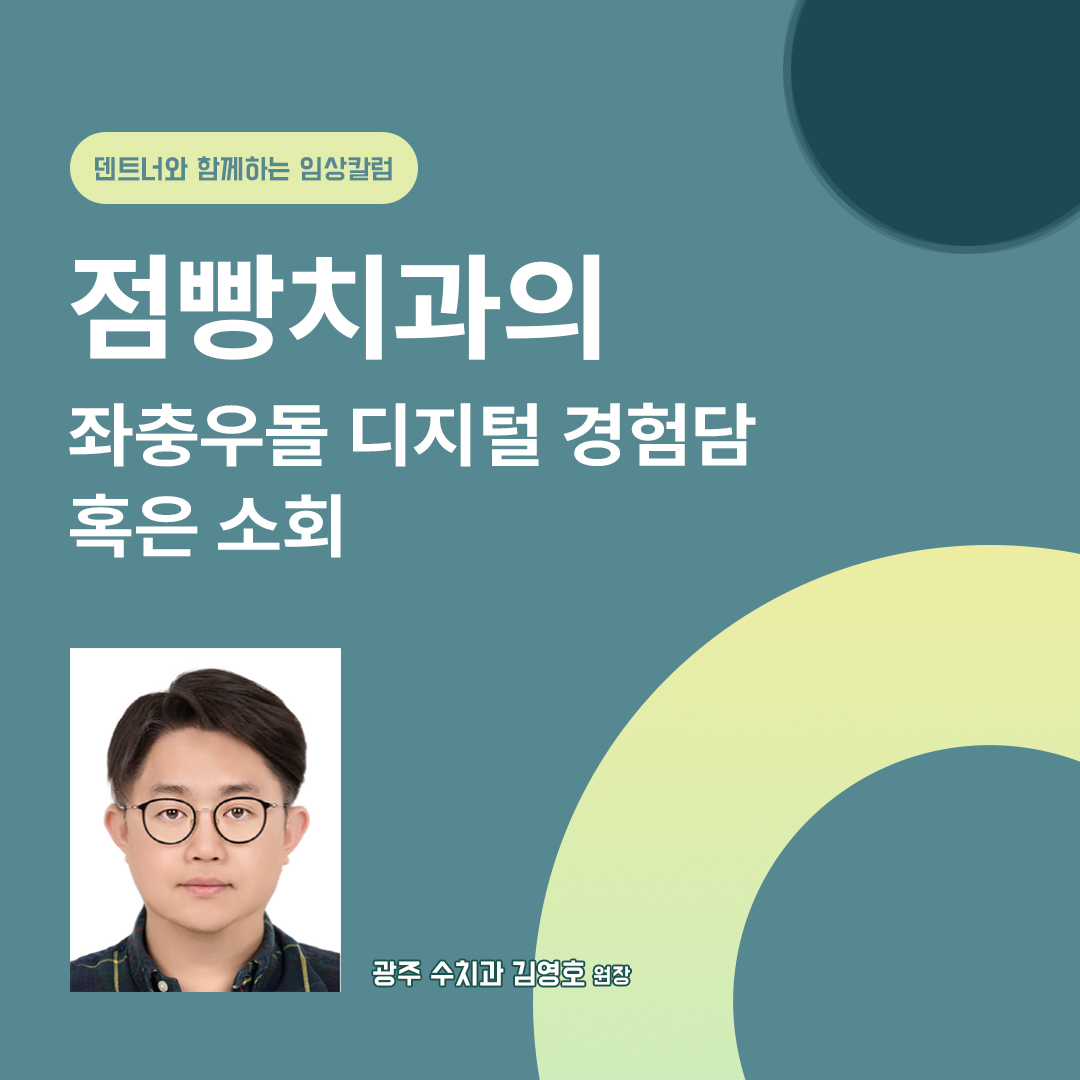 덴트너와 함께하는 임상칼럼
점빵치과의
좌충우돌 디지털 경험담
혹은 소회
광주 수치과 김영호 원장